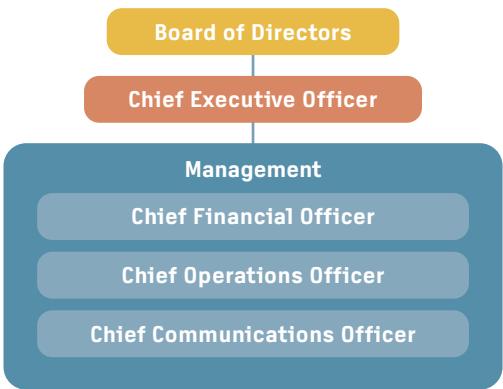 Board of Directors
Chief Executive Officer
Management
Chief Financial Officer
Chief Operations Officer
Chief Communications Officer